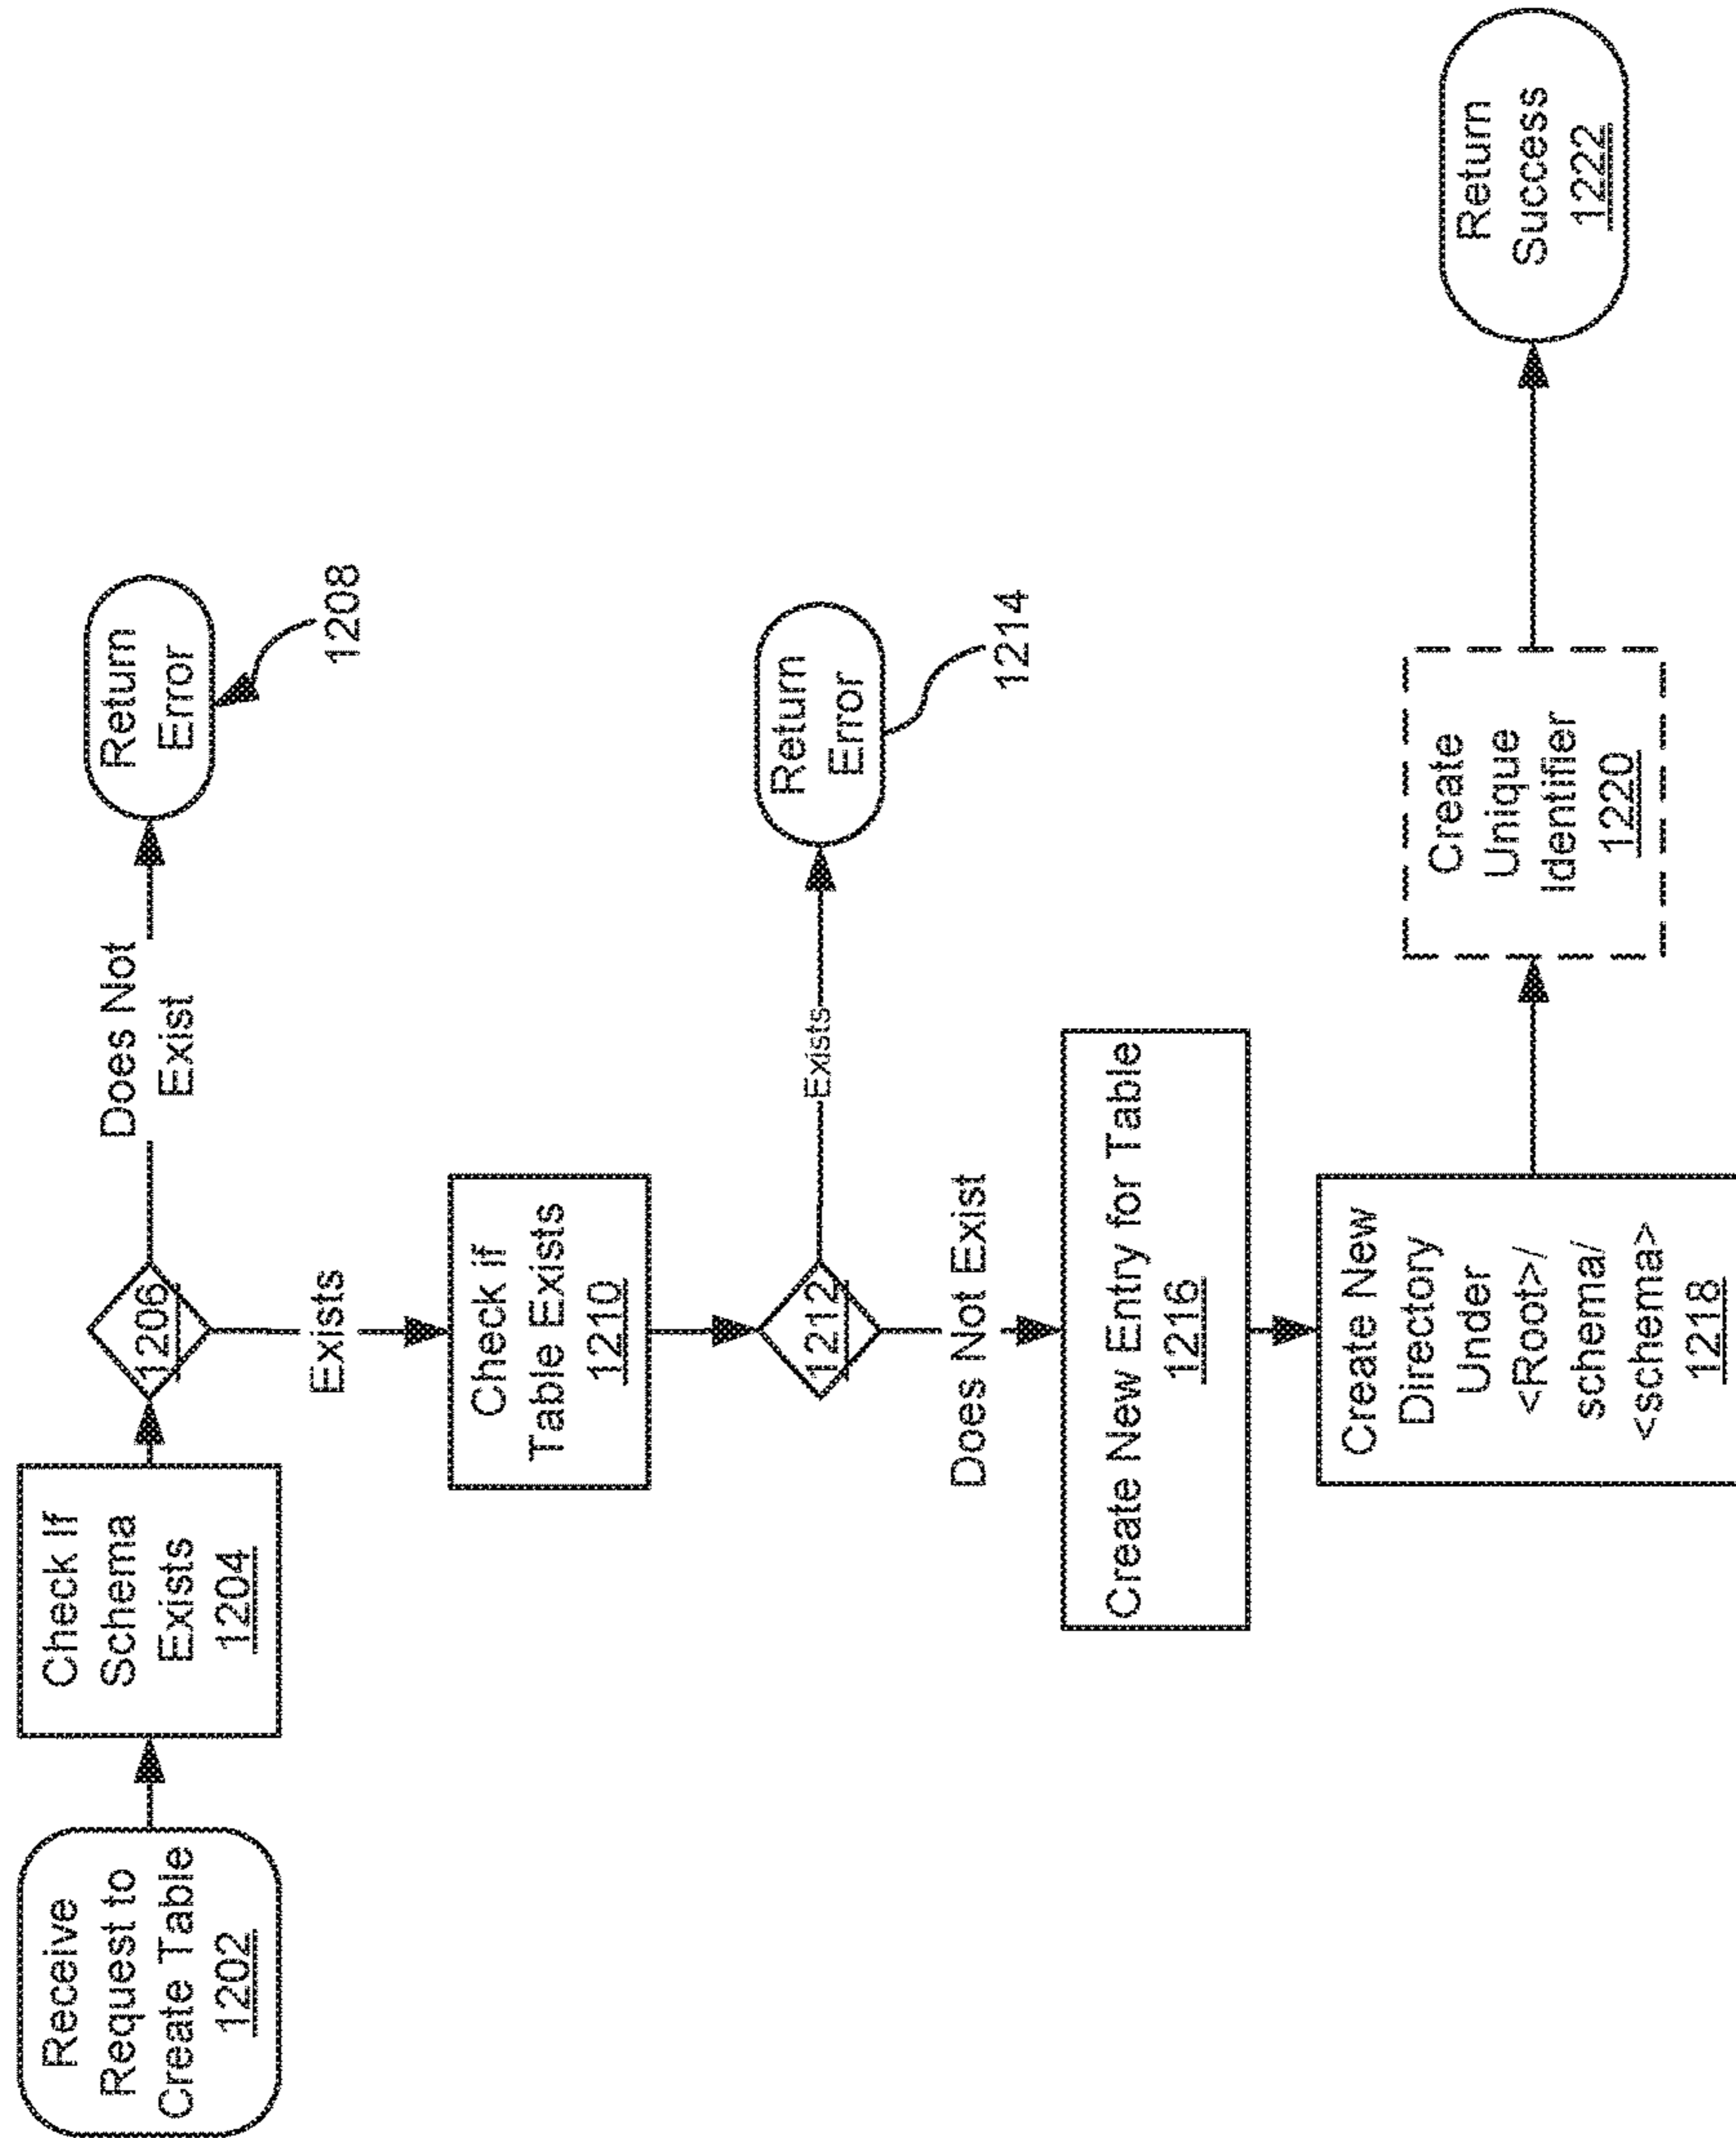 Receive
Request to
Create Table
1202
Check If
Schema
Exists
1204
1206
Does Not
Exist
Return
Error
1208
Exists
Check if
Table Exists
1210
1212
Exists
Return
Error
1214
Does Not Exist
Create New Entry for Table
1216
Create New
Directory
Under
<Root>/
schema/
<schema>
1218
Create
Unique
Identifier
1220
Return
Success
1222